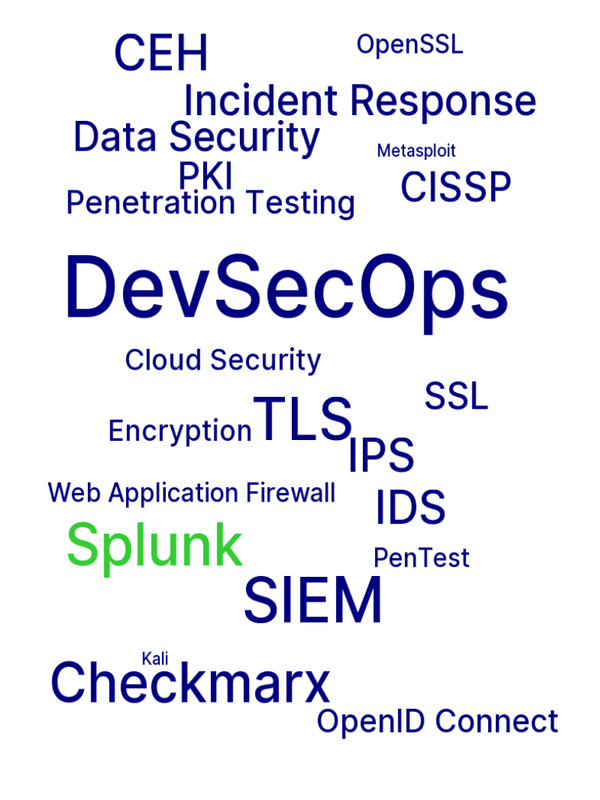 CEH
OpenSSL
Incident Response
Data Security
Metasploit
PKI
CISSP
Penetration Testing
DevSecOps
Cloud Security
SSL
TLS
Encryption
IPS
Web Application Firewall
IDS
Splunk
PenTest
SIEM
Kali
Checkmarx
OpenID Connect